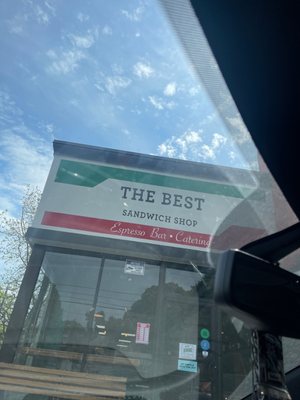 THE BEST
SANDWICH SHOP
Espresso Bar • Catering